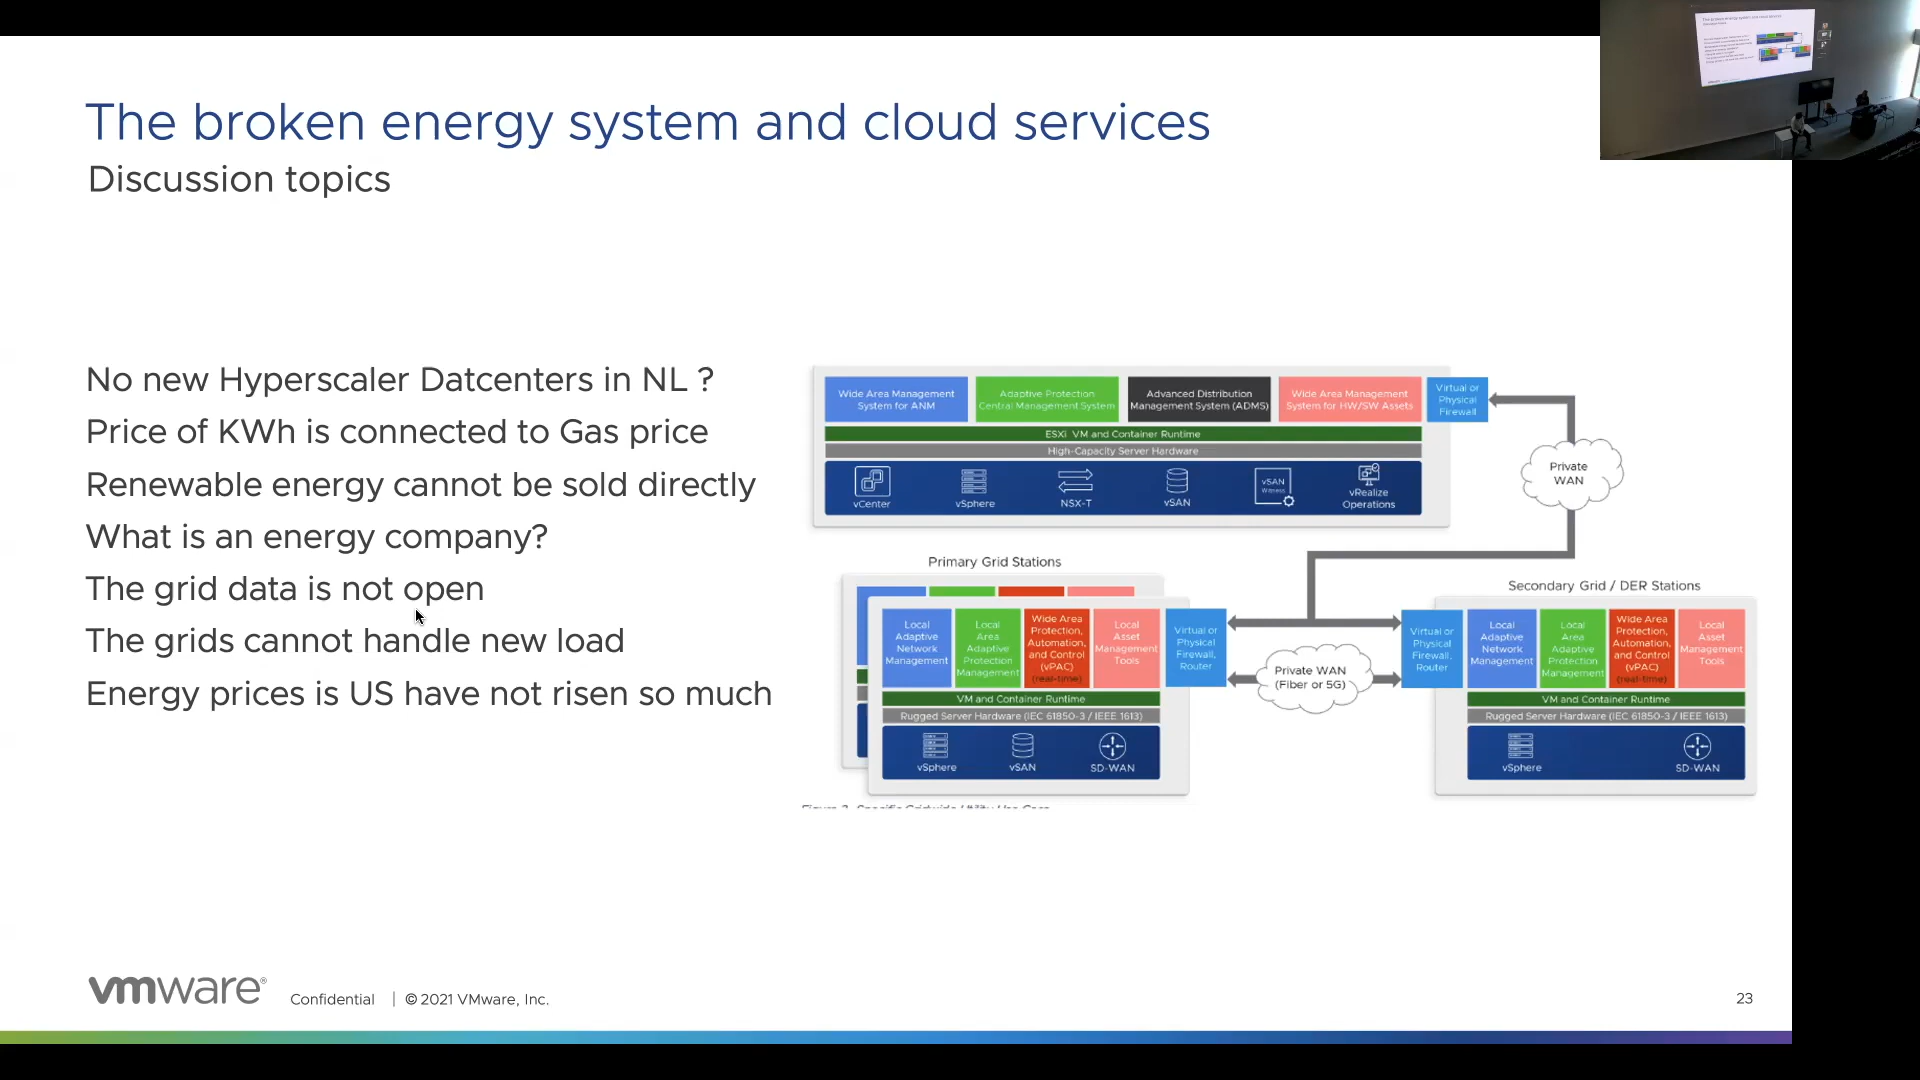 The broken energy system and cloud services
Discussion topics
No new Hyperscaler Datcenters in NL ?
Price of KWh is connected to Gas price
Renewable energy cannot be sold directly
What is an energy company?
The grid data is not open
The grids cannot handle new load
Energy prices is US have not risen so much
Wide Area Management
System for ANM
Adaptive Protection
Central Management System
Advanced Distribution
Management System (ADMS)
Wide Area Management
System for HW/SW Assets
Virtual or
Physical
Firewall
ESXi VM and Container Runtime
High-Capacity Server Hardware
vCenter
vSphere
NSX-T
vSAN
vSAN
Witness
vRealize
Operations
Private
WAN
Primary Grid Stations
Local
Adaptive
Network
Management
Local
Area
Adaptive
Protection
Management
Wide Area
Protection,
Automation,
and Control
(vPAC)
(real-time)
Local
Asset
Management
Tools
Virtual or
Physical
Firewall,
Router
VM and Container Runtime
Rugged Server Hardware (IEC 61850-3 / IEEE 1613)
vSphere
vSAN
SD-WAN
Private WAN
(Fiber or 5G)
Secondary Grid / DER Stations
Virtual or
Physical
Firewall,
Router
Local
Adaptive
Network
Management
Local
Area
Adaptive
Protection
Management
Wide Area
Protection,
Automation,
and Control
(vPAC)
(real-time)
Local
Asset
Management
Tools
VM and Container Runtime
Rugged Server Hardware (IEC 61850-3 / IEEE 1613)
vSphere
SD-WAN
vmware®
Confidential | © 2021 VMware, Inc.
23